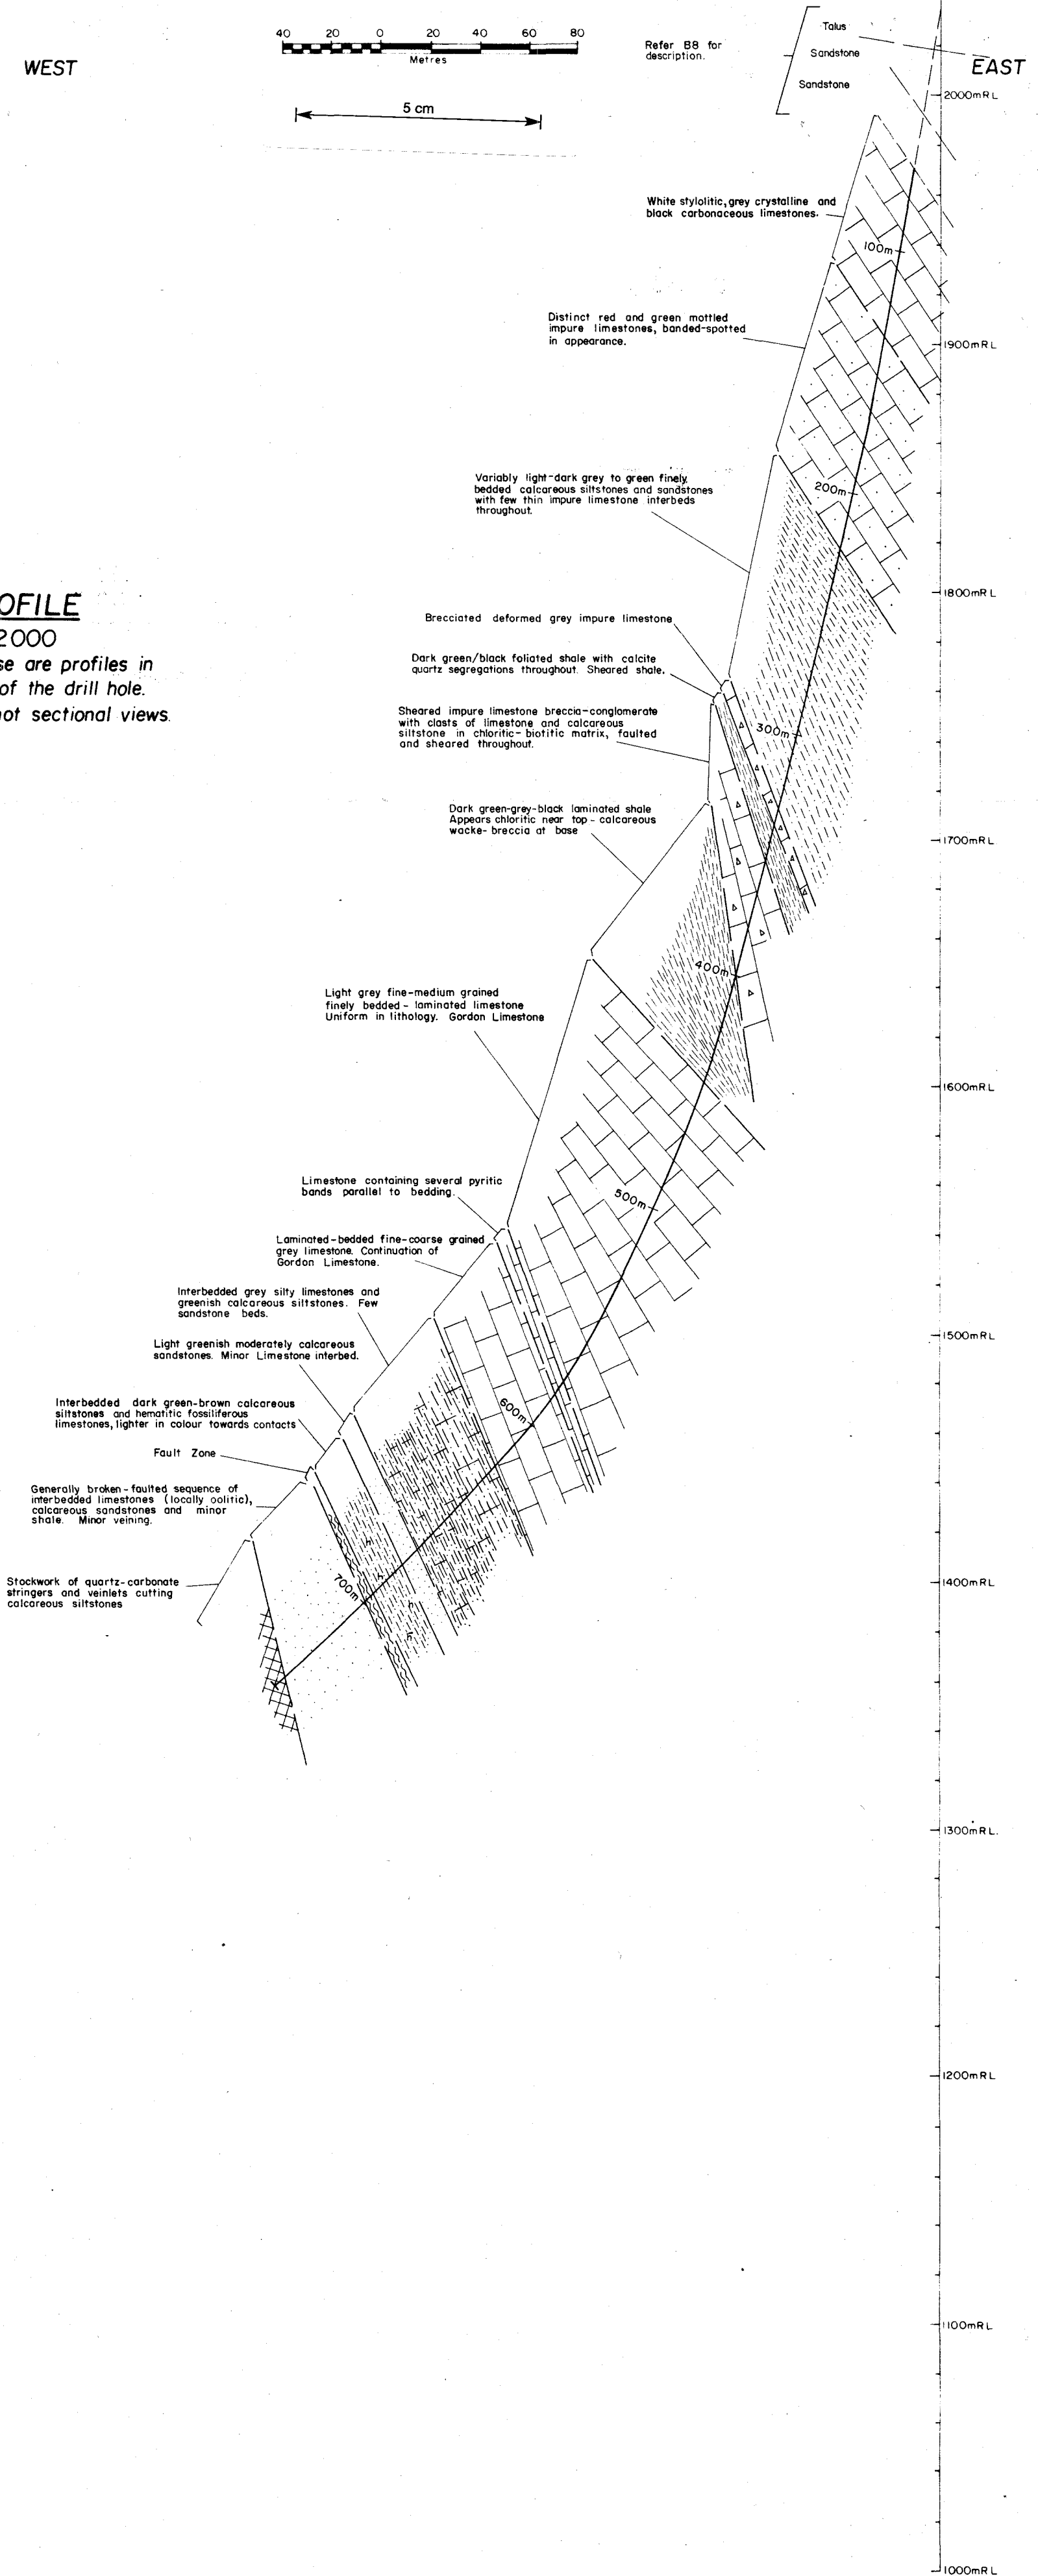 40 20 0 20 40 60 80
Metres
5 cm
WEST
EAST
Refer B8 for
description.
Talus
Sandstone
Sandstone
2000mRL
White stylolitic, grey crystalline and
black carbonaceous limestones.
100m
Distinct red and green mottled
impure limestones, banded-spotted
in appearance.
1900mRL
Variably light-dark grey to green finely
bedded calcareous siltstones and sandstones
with few thin impure limestone interbeds
throughout.
200m
OFILE
2000
se are profiles in
of the drill hole.
not sectional views.
1800mRL
Brecciated deformed grey impure limestone
Dark green/black foliated shale with calcite
quartz segregations throughout. Sheared shale.
Sheared impure limestone breccia-conglomerate
with clasts of limestone and calcareous
siltstone in chloritic-biotitic matrix, faulted
and sheared throughout.
300m
Dark green-grey-black laminated shale
Appears chloritic near top - calcareous
wacke-breccia at base
1700mRL
400m
Light grey fine-medium grained
finely bedded - laminated limestone
Uniform in lithology. Gordon Limestone
1600mRL
Limestone containing several pyritic
bands parallel to bedding.
500m
Laminated-bedded fine-coarse grained
grey limestone. Continuation of
Gordon Limestone.
Interbedded grey silty limestones and
greenish calcareous siltstones. Few
sandstone beds.
1500mRL
Light greenish moderately calcareous
sandstones. Minor Limestone interbed.
600m
Interbedded dark green-brown calcareous
siltstones and hematitic fossiliferous
limestones, lighter in colour towards contacts
Fault Zone
Generally broken-faulted sequence of
interbedded limestones (locally oolitic),
calcareous sandstones and minor
shale. Minor veining.
h
h
h
h
700m
Stockwork of quartz-carbonate
stringers and veinlets cutting
calcareous siltstones
1400mRL
1300mRL.
1200mRL
1100mRL
1000mRL